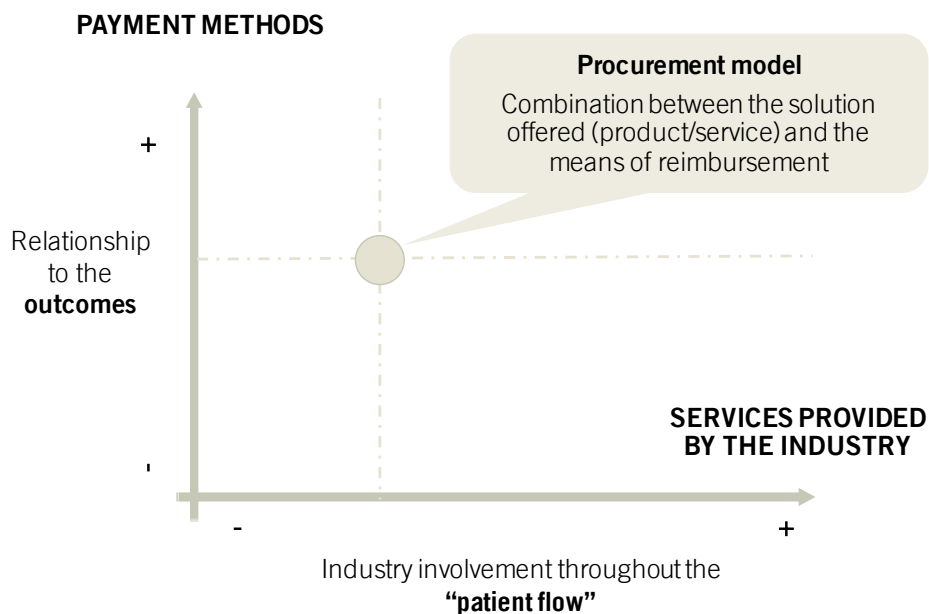 PAYMENT METHODS
Procurement model
Combination between the solution
offered (product/service) and the
means of reimbursement
+
Relationship
to the
outcomes
SERVICES PROVIDED
BY THE INDUSTRY
-
-
+
Industry involvement throughout the
“patient flow”